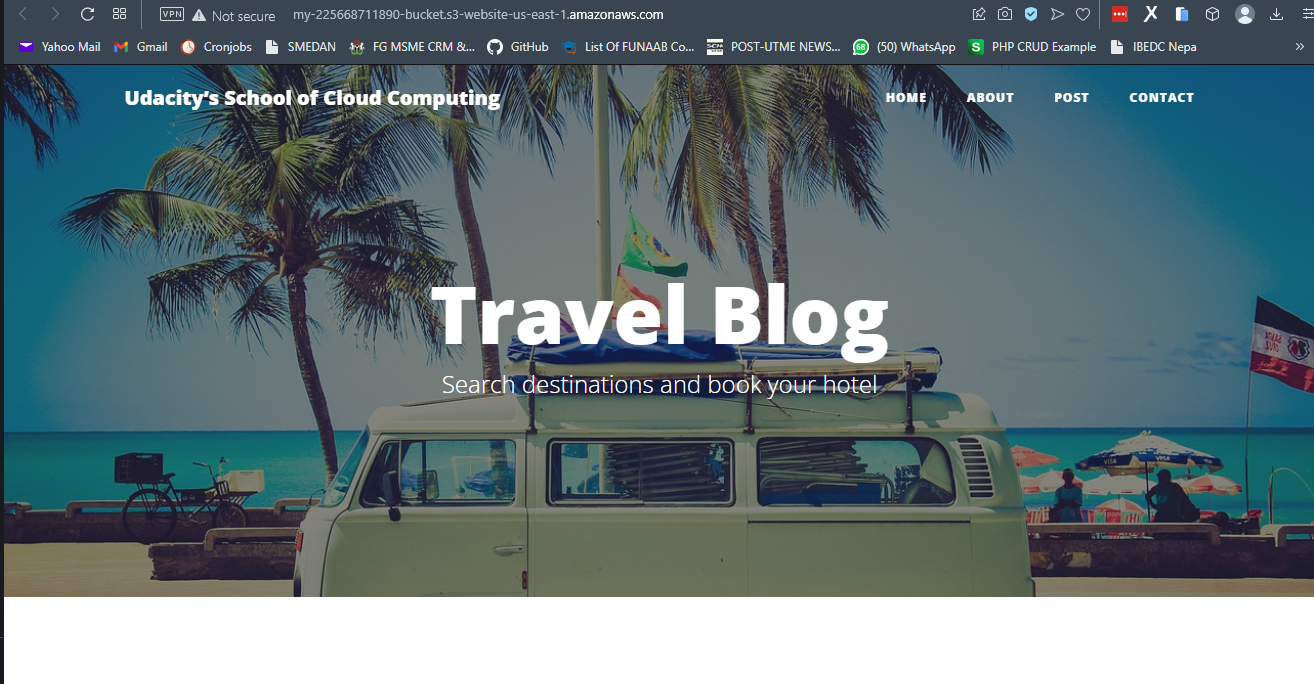 VPN Not secure my-225668711890-bucket.s3-website-us-east-1.amazonaws.com
Yahoo Mail Gmail Cronjobs SMEDAN FG MSME CRM &... GitHub List Of FUNAAB Co... POST-UTME NEWS... (50) WhatsApp PHP CRUD Example IBEDC Nepa »
Udacity's School of Cloud Computing HOME ABOUT POST CONTACT
Travel Blog
Search destinations and book your hotel
VISA VISA